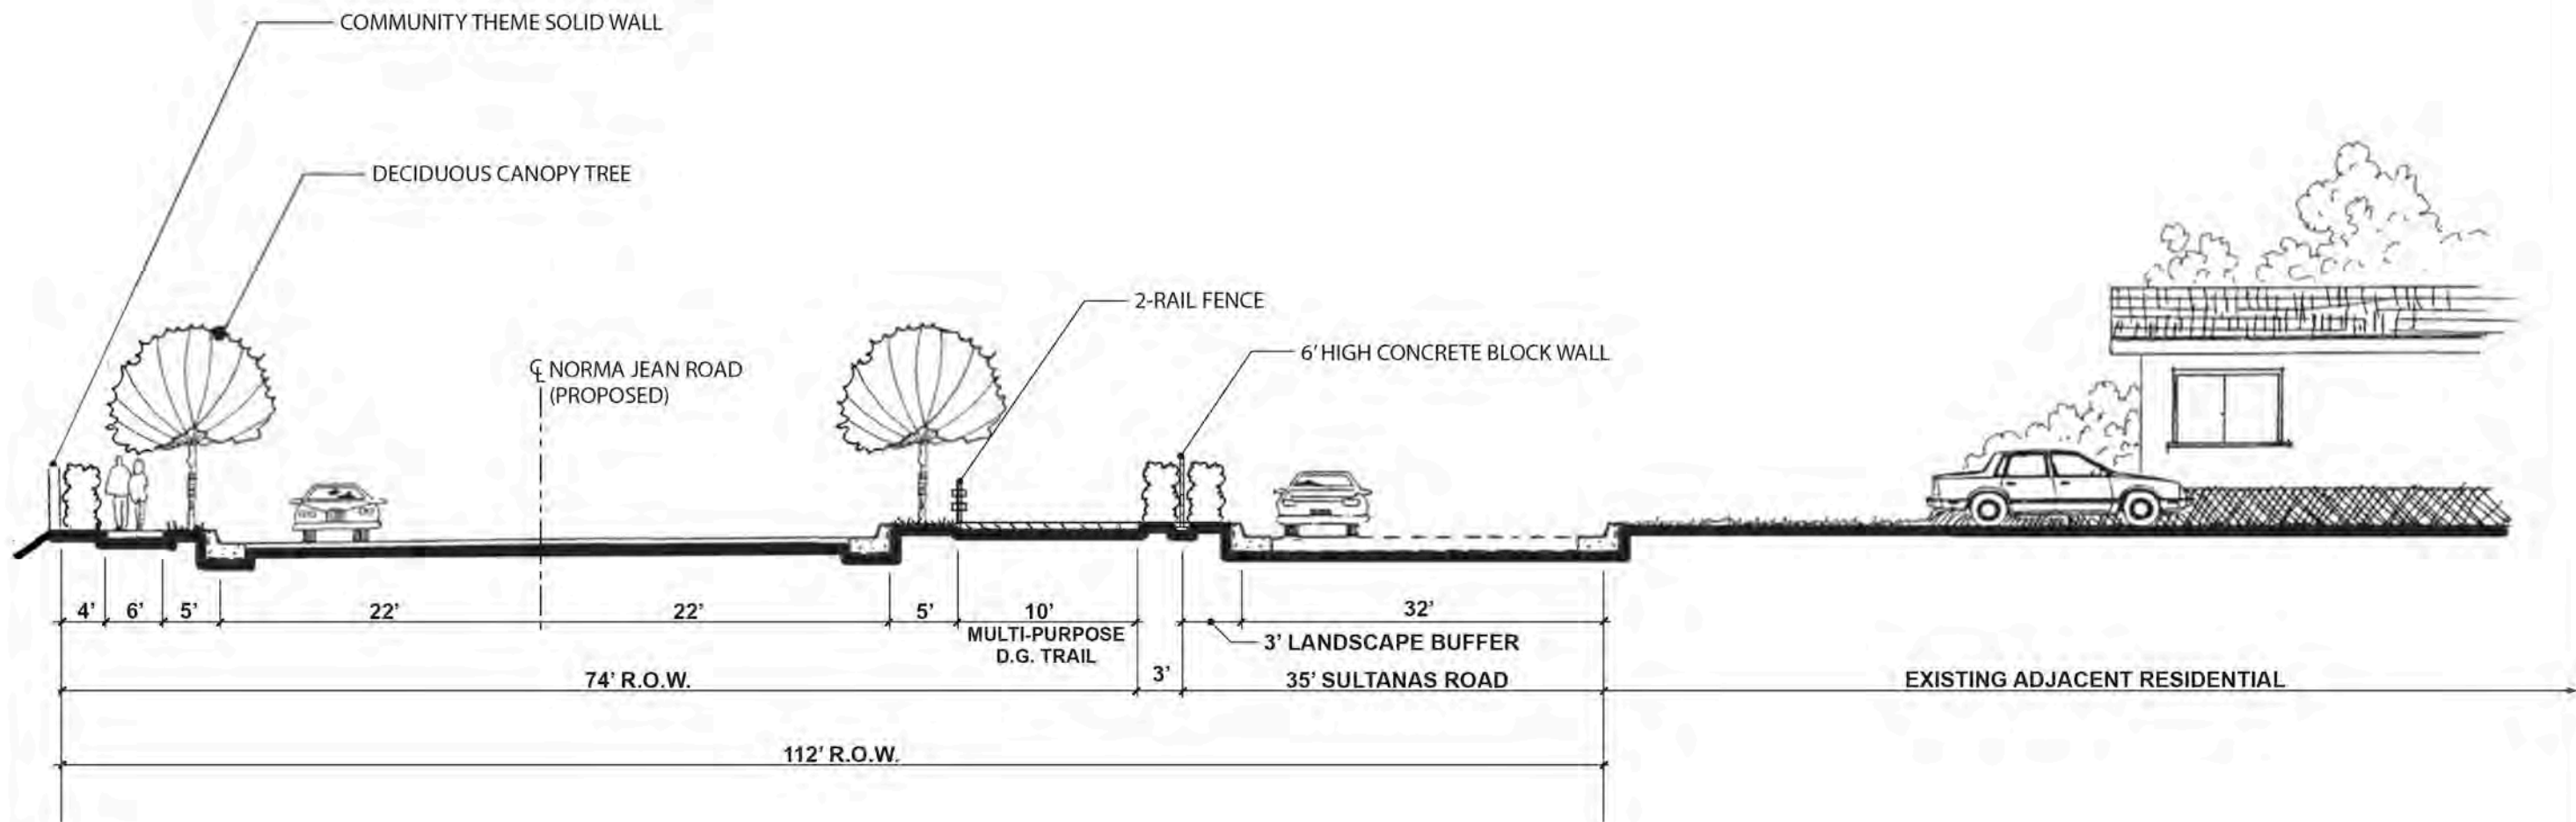 COMMUNITY THEME SOLID WALL
DECIDUOUS CANOPY TREE
2-RAIL FENCE
6' HIGH CONCRETE BLOCK WALL
℄ NORMA JEAN ROAD
(PROPOSED)
4' 6' 5' 22' 22' 5' 10' 32'
MULTI-PURPOSE
D.G. TRAIL
3' LANDSCAPE BUFFER
74' R.O.W. 3' 35' SULTANAS ROAD EXISTING ADJACENT RESIDENTIAL
112' R.O.W.